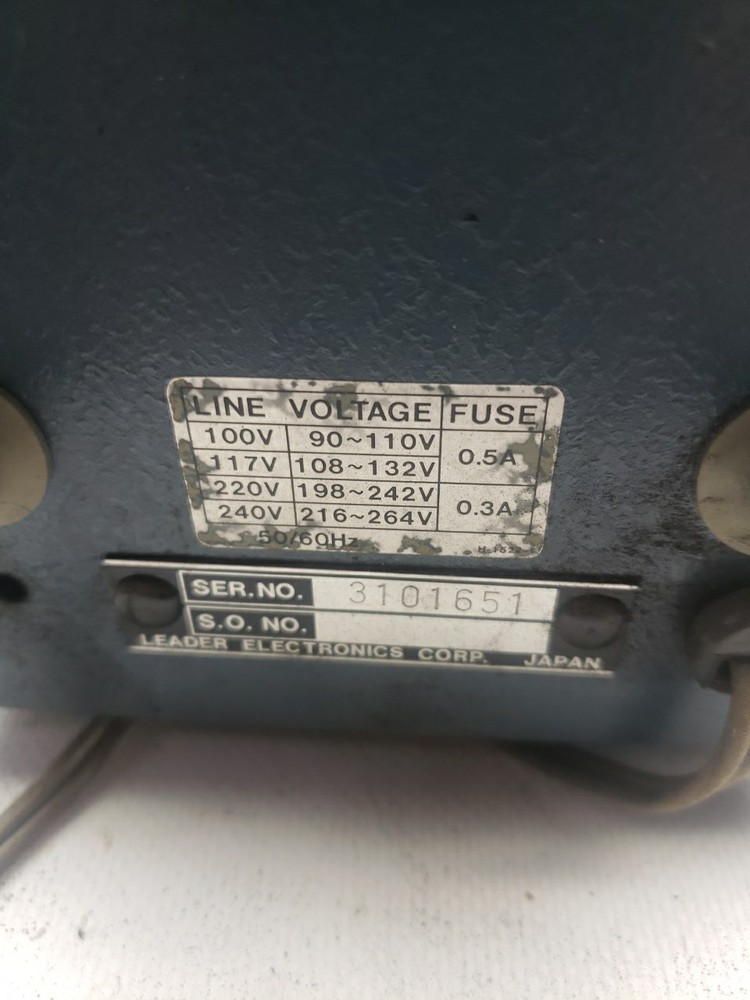 LINE VOLTAGE FUSE
100V 90~110V 0.5A
117V 108~132V
220V 198~242V 0.3A
240V 216~264V
50/60Hz
SER.NO. 3101651
S.O. NO.
LEADER ELECTRONICS CORP. JAPAN